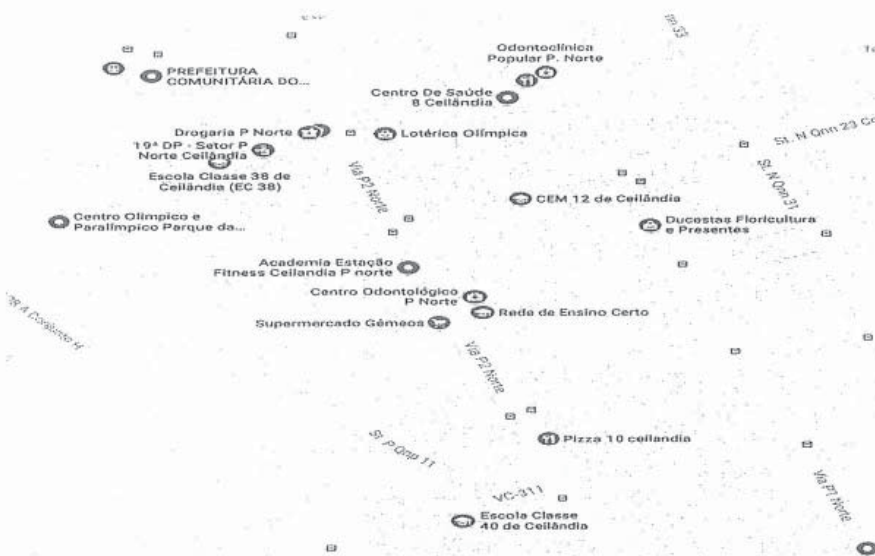 Odontoclínica
Popular P. Norte
PREFEITURA
COMUNITÁRIA DO...
Centro De Saúde
8 Ceilândia
Drogaria P Norte
Lotérica Olímpica
St. N Qnn 23
19ª DP - Setor P
Norte Ceilândia
Escola Classe 38 de
Ceilândia (EC 38)
Via P2 Norte
St. N Qnn 31
CEM 12 de Ceilândia
Centro Olímpico e
Paralímpico Parque da...
Ducestas Floricultura
e Presentes
Academia Estação
Fitness Ceilandia P norte
Centro Odontológico
P Norte
Rede de Ensino Certo
Supermercado Gêmeos
A Conjunto H
Via P2 Norte
Pizza 10 ceilandia
St. P Qnp 11
VC-311
Via P1 Norte
Escola Classe
40 de Ceilândia